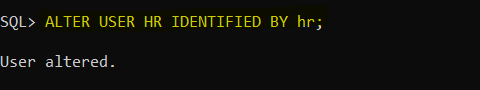 SQL> ALTER USER HR IDENTIFIED BY hr;
User altered.